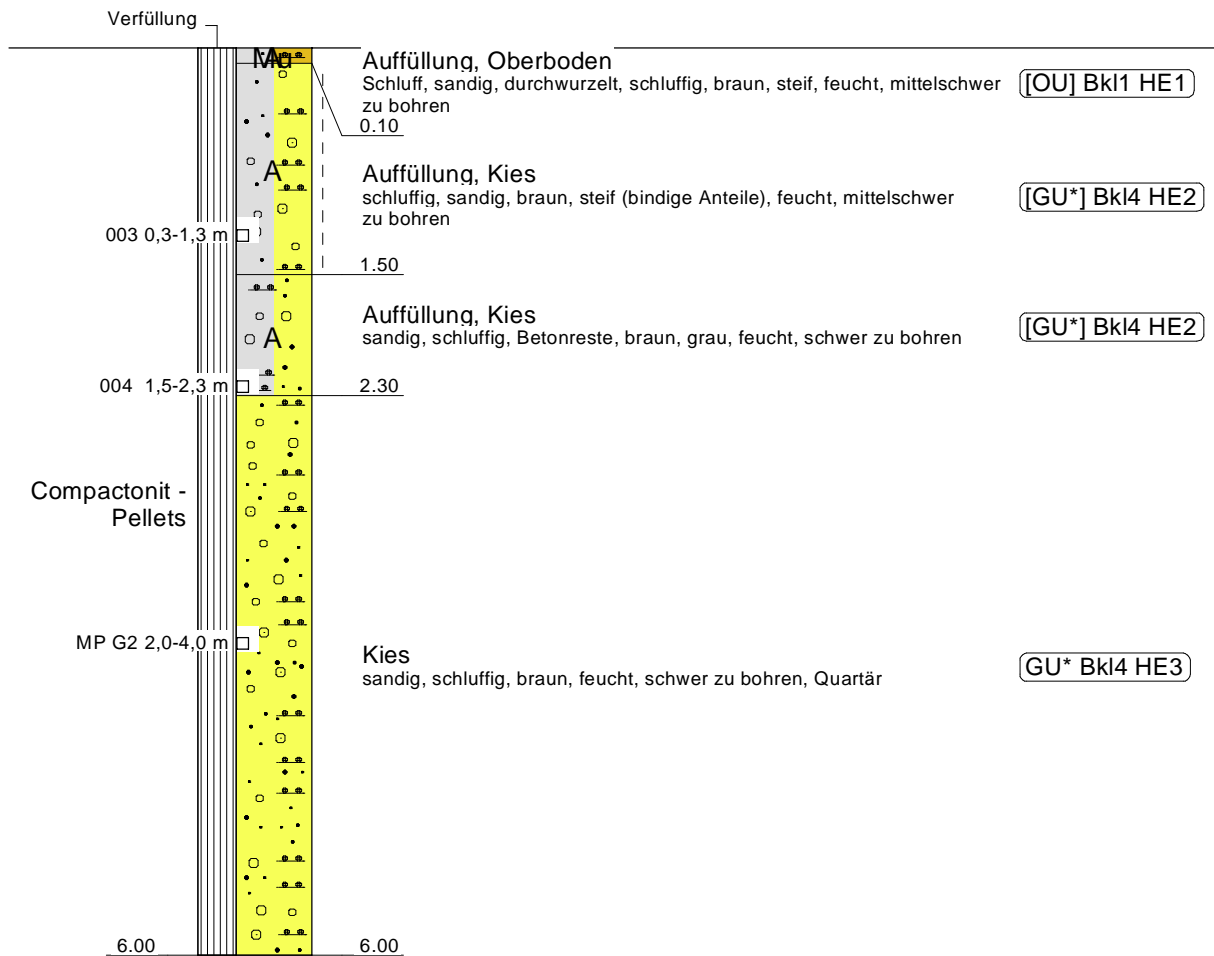 Verfüllung
Mu
A
Auffüllung, Oberboden
Schluff, sandig, durchwurzelt, schluffig, braun, steif, feucht, mittelschwer
zu bohren
0.10
[OU] Bkl1 HE1
A
Auffüllung, Kies
schluffig, sandig, braun, steif (bindige Anteile), feucht, mittelschwer
zu bohren
[GU*] Bkl4 HE2
003 0,3-1,3 m
1.50
A
Auffüllung, Kies
sandig, schluffig, Betonreste, braun, grau, feucht, schwer zu bohren
[GU*] Bkl4 HE2
004 1,5-2,3 m
2.30
Compactonit -
Pellets
MP G2 2,0-4,0 m
Kies
sandig, schluffig, braun, feucht, schwer zu bohren, Quartär
GU* Bkl4 HE3
6.00
6.00